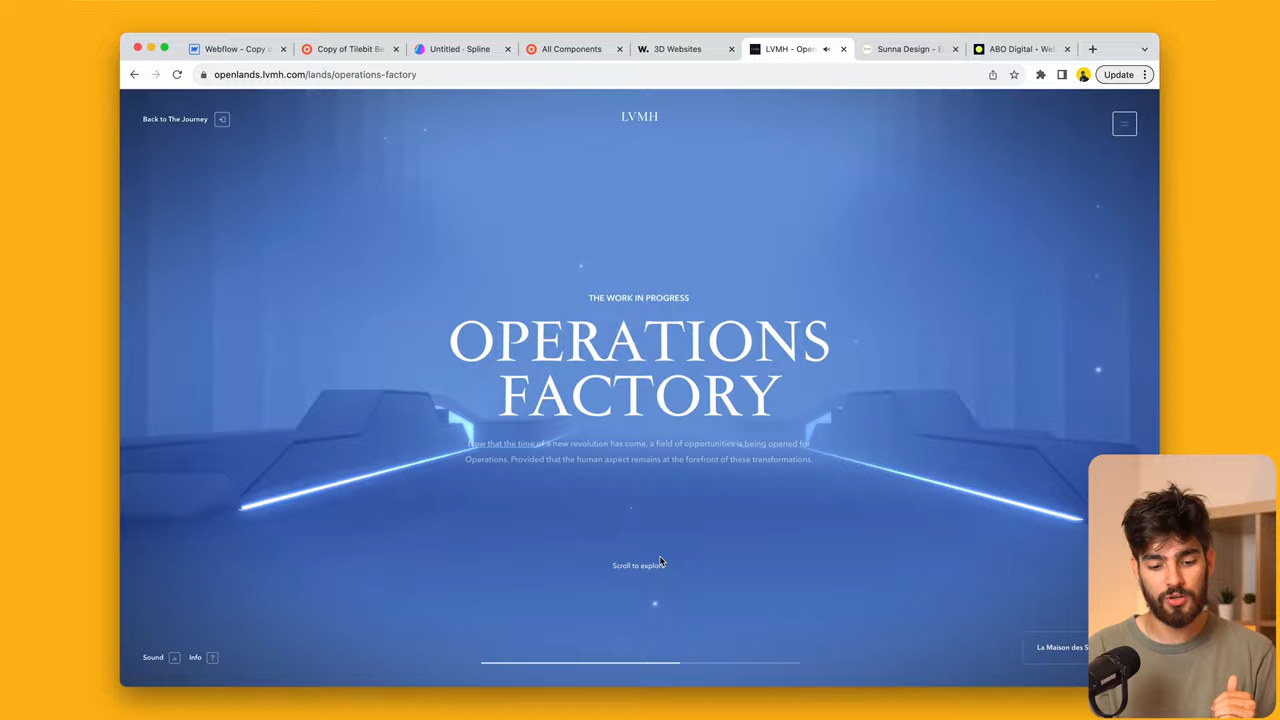 Webflow - Copy o
Copy of Tilebit Be
Untitled - Spline
All Components
W. 3D Websites
LVMH - Open
Sunna Design - E
ABO Digital • We
openlands.lvmh.com/lands/operations-factory
Update
Back to The Journey
LVMH
THE WORK IN PROGRESS
OPERATIONS
FACTORY
Now that the time of a new revolution has come, a field of opportunities is being opened for
Operations. Provided that the human aspect remains at the forefront of these transformations.
Scroll to explore
Sound
Info ?
La Maison des S